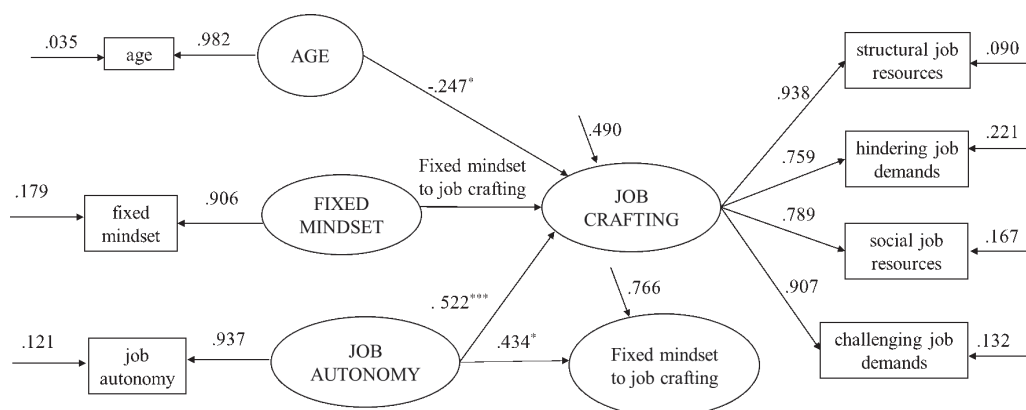 .035
age
.982
AGE
-.247*
.490
structural job
resources
.090
.938
hindering job
demands
.221
.759
.179
fixed
mindset
.906
FIXED
MINDSET
Fixed mindset
to job crafting
JOB
CRAFTING
.789
social job
resources
.167
.907
.522***
.766
.121
job
autonomy
.937
JOB
AUTONOMY
.434*
Fixed mindset
to job crafting
challenging job
demands
.132